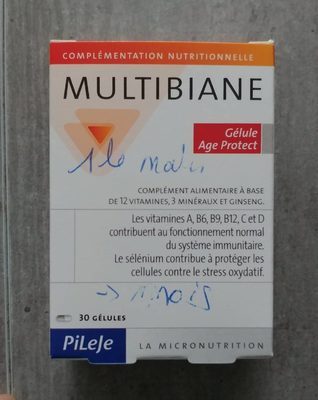 COMPLÉMENTATION NUTRITIONNELLE
MULTIBIANE
Gélule
Age Protect
1 le matin
COMPLÉMENT ALIMENTAIRE À BASE
DE 12 VITAMINES, 3 MINÉRAUX ET GINSENG.
Les vitamines A, B6, B9, B12, C et D
contribuent au fonctionnement normal
du système immunitaire.
Le sélénium contribue à protéger les
cellules contre le stress oxydatif.
→ 1 mois
30 GÉLULES
PiLeJe
LA MICRONUTRITION